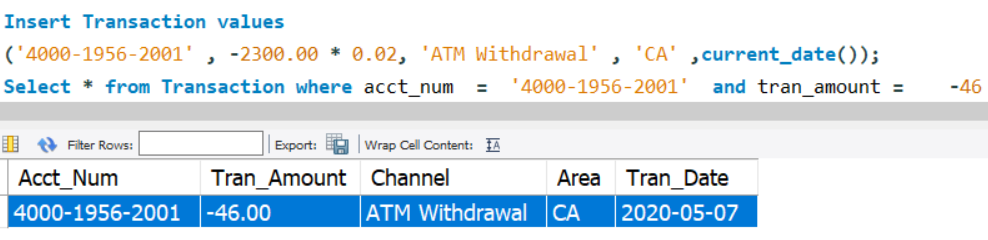 Insert Transaction values
('4000-1956-2001' , -2300.00 * 0.02, 'ATM Withdrawal' , 'CA' ,current_date());
Select * from Transaction where acct_num = '4000-1956-2001' and tran_amount = -46
Filter Rows: Export: Wrap Cell Content: IA
Acct_Num Tran_Amount Channel Area Tran_Date
4000-1956-2001 -46.00 ATM Withdrawal CA 2020-05-07